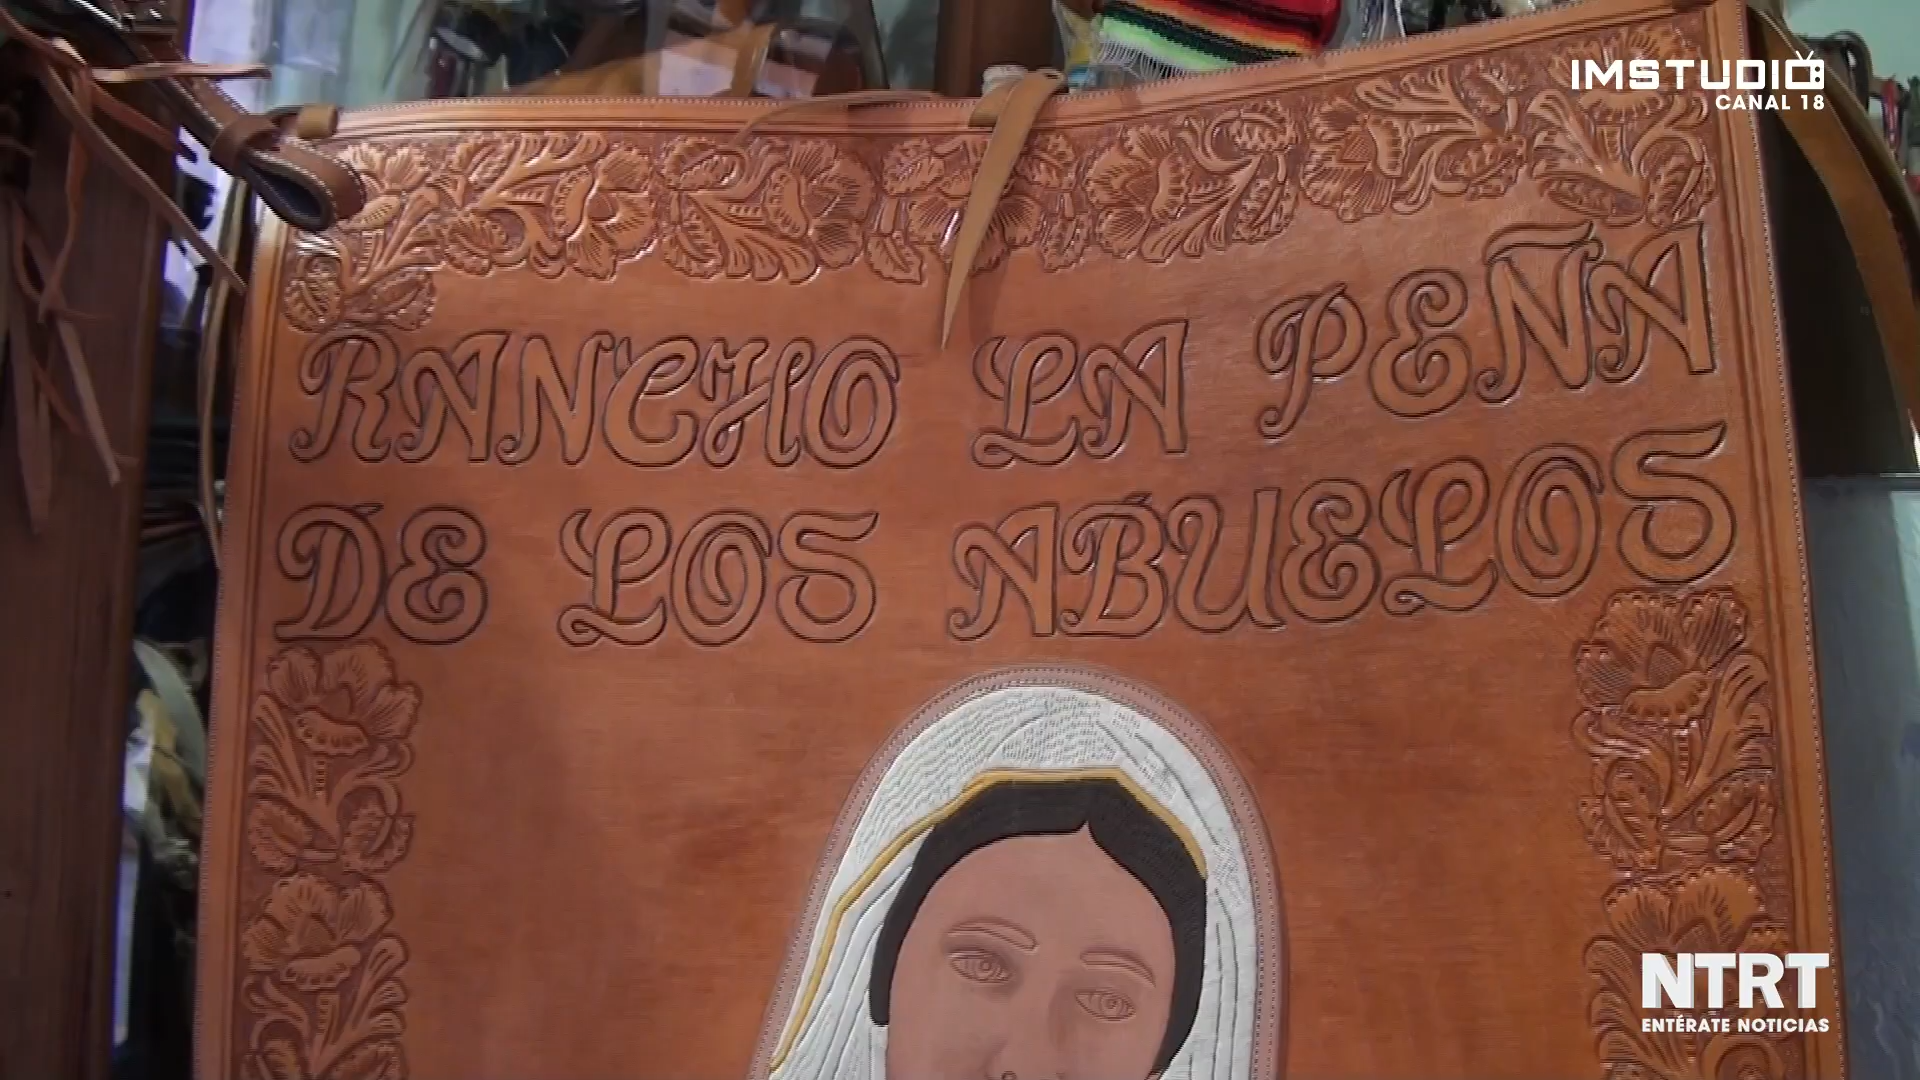 IMSTUDIO
CANAL 18
RANCHO LA PEÑA
DE LOS ABUELOS
NTRT
ENTÉRATE NOTICIAS